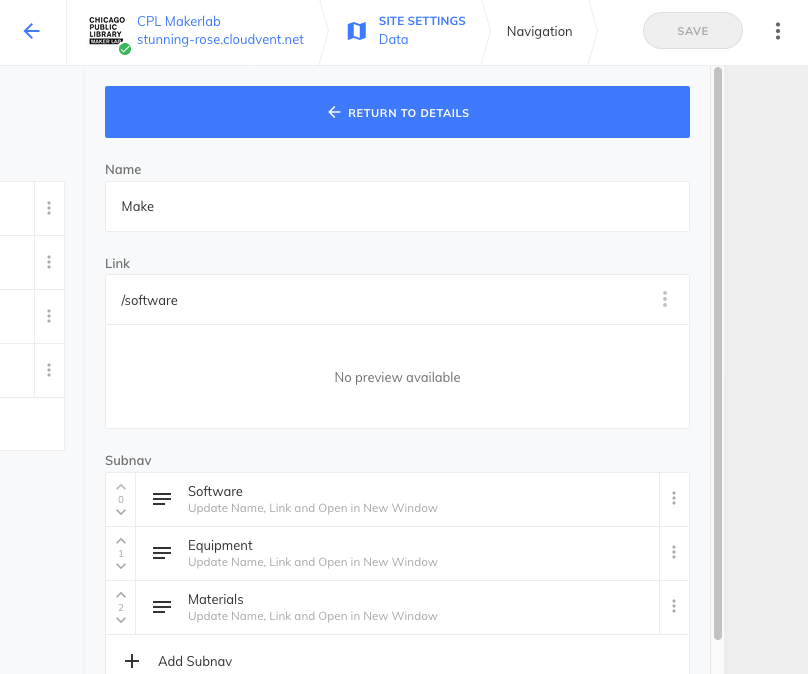 CHICAGO
PUBLIC
LIBRARY
MAKER LAB
CPL Makerlab
stunning-rose.cloudvent.net
SITE SETTINGS
Data
Navigation
SAVE
RETURN TO DETAILS
Name
Make
Link
/software
No preview available
Subnav
0
Software
Update Name, Link and Open in New Window
1
Equipment
Update Name, Link and Open in New Window
2
Materials
Update Name, Link and Open in New Window
Add Subnav